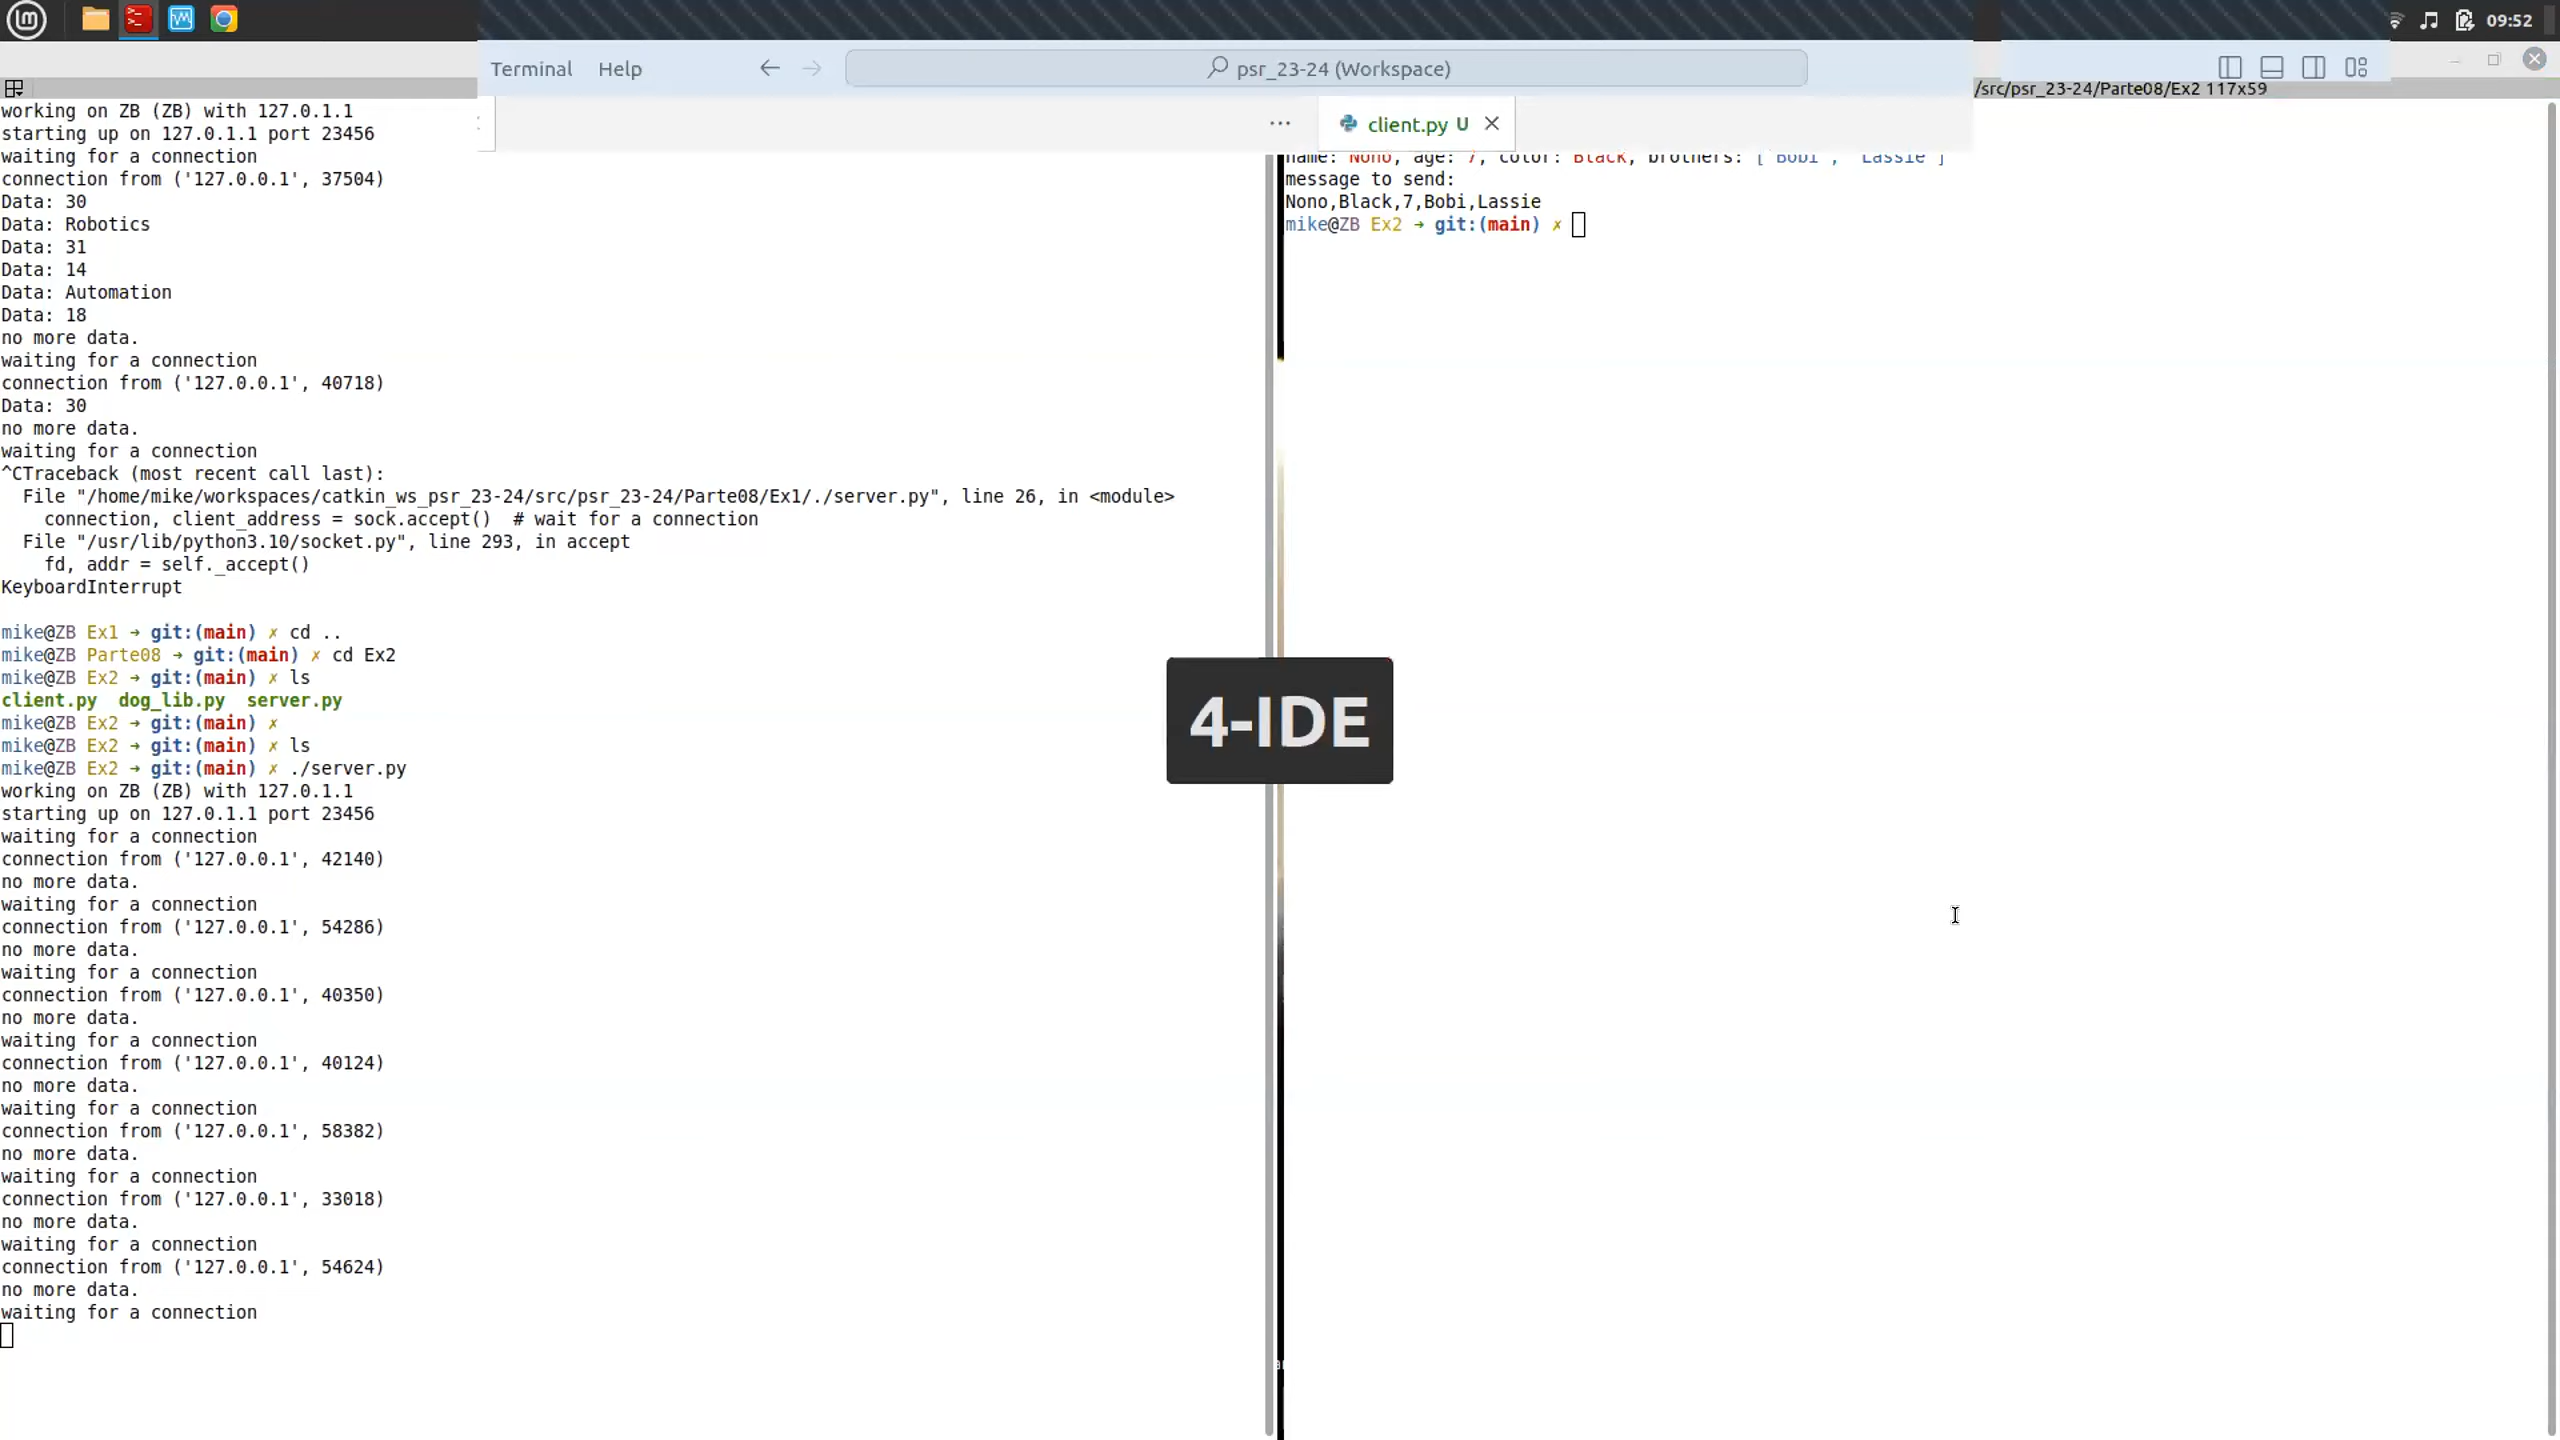 09:52
Terminal Help psr_23-24 (Workspace)
/src/psr_23-24/Parte08/Ex2 117x59
··· client.py U
working on ZB (ZB) with 127.0.1.1
starting up on 127.0.1.1 port 23456
waiting for a connection
connection from ('127.0.0.1', 37504)
Data: 30
Data: Robotics
Data: 31
Data: 14
Data: Automation
Data: 18
no more data.
waiting for a connection
connection from ('127.0.0.1', 40718)
Data: 30
no more data.
waiting for a connection
^CTraceback (most recent call last):
  File "/home/mike/workspaces/catkin_ws_psr_23-24/src/psr_23-24/Parte08/Ex1/./server.py", line 26, in <module>
    connection, client_address = sock.accept()  # wait for a connection
  File "/usr/lib/python3.10/socket.py", line 293, in accept
    fd, addr = self._accept()
KeyboardInterrupt
mike@ZB Ex1 → git:(main) ✗ cd ..
mike@ZB Parte08 → git:(main) ✗ cd Ex2
mike@ZB Ex2 → git:(main) ✗ ls
client.py  dog_lib.py  server.py
mike@ZB Ex2 → git:(main) ✗
mike@ZB Ex2 → git:(main) ✗ ls
mike@ZB Ex2 → git:(main) ✗ ./server.py
working on ZB (ZB) with 127.0.1.1
starting up on 127.0.1.1 port 23456
waiting for a connection
connection from ('127.0.0.1', 42140)
no more data.
waiting for a connection
connection from ('127.0.0.1', 54286)
no more data.
waiting for a connection
connection from ('127.0.0.1', 40350)
no more data.
waiting for a connection
connection from ('127.0.0.1', 40124)
no more data.
waiting for a connection
connection from ('127.0.0.1', 58382)
no more data.
waiting for a connection
connection from ('127.0.0.1', 33018)
no more data.
waiting for a connection
connection from ('127.0.0.1', 54624)
no more data.
waiting for a connection
name: Nono, age: 7, color: Black, brothers: ['Bobi', 'Lassie']
message to send:
Nono,Black,7,Bobi,Lassie
mike@ZB Ex2 → git:(main) ✗
4-IDE